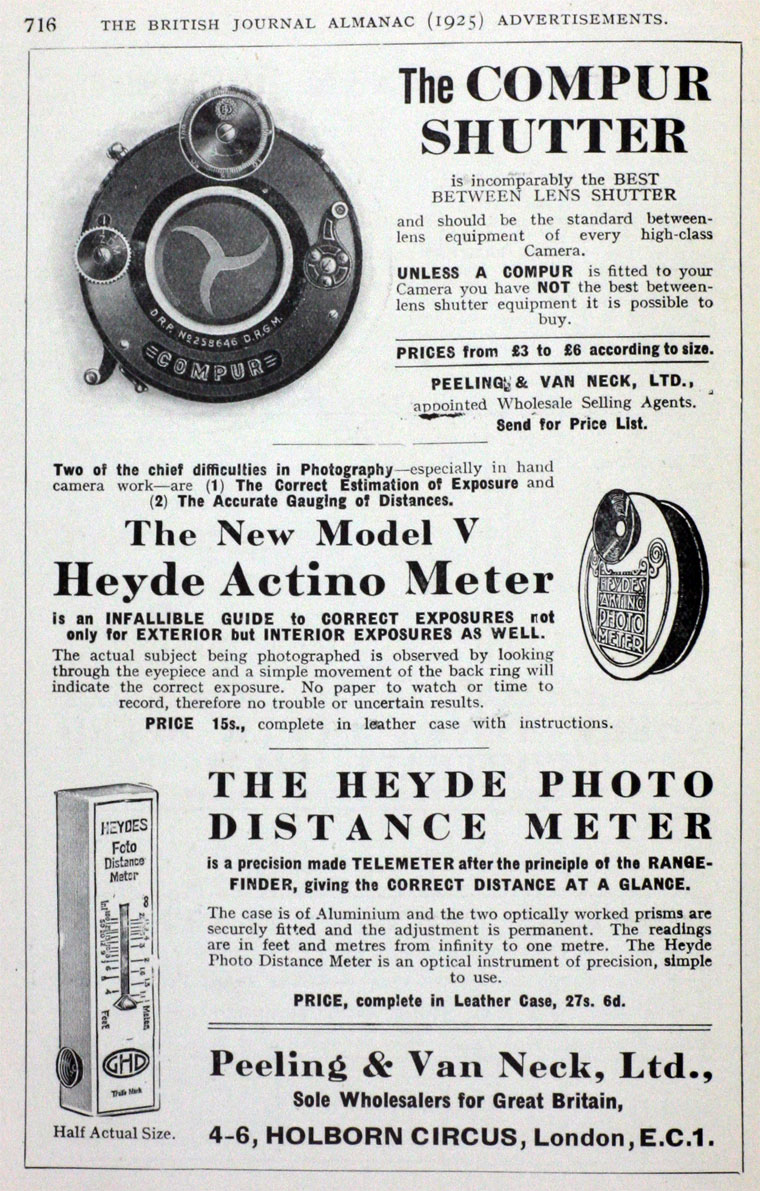 716 THE BRITISH JOURNAL ALMANAC (1925) ADVERTISEMENTS.
The COMPUR
SHUTTER
is incomparably the BEST
BETWEEN LENS SHUTTER
and should be the standard between-
lens equipment of every high-class
Camera.
UNLESS A COMPUR is fitted to your
Camera you have NOT the best between-
lens shutter equipment it is possible to
buy.
PRICES from £3 to £6 according to size.
PEELING & VAN NECK, LTD.,
appointed Wholesale Selling Agents.
Send for Price List.
D.R.P. No 258646 D.R.G.M.
COMPUR
Two of the chief difficulties in Photography—especially in hand
camera work—are (1) The Correct Estimation of Exposure and
(2) The Accurate Gauging of Distances.
The New Model V
Heyde Actino Meter
is an INFALLIBLE GUIDE to CORRECT EXPOSURES not
only for EXTERIOR but INTERIOR EXPOSURES AS WELL.
The actual subject being photographed is observed by looking
through the eyepiece and a simple movement of the back ring will
indicate the correct exposure. No paper to watch or time to
record, therefore no trouble or uncertain results.
PRICE 15s., complete in leather case with instructions.
HEYDES
AKTINO
PHOTO
METER
THE HEYDE PHOTO
DISTANCE METER
is a precision made TELEMETER after the principle of the RANGE-
FINDER, giving the CORRECT DISTANCE AT A GLANCE.
The case is of Aluminium and the two optically worked prisms are
securely fitted and the adjustment is permanent. The readings
are in feet and metres from infinity to one metre. The Heyde
Photo Distance Meter is an optical instrument of precision, simple
to use.
PRICE, complete in Leather Case, 27s. 6d.
HEYDES
Foto
Distance
Meter
Feet
Meter
GHD
Trade Mark
Half Actual Size.
Peeling & Van Neck, Ltd.,
Sole Wholesalers for Great Britain,
4-6, HOLBORN CIRCUS, London, E.C.1.